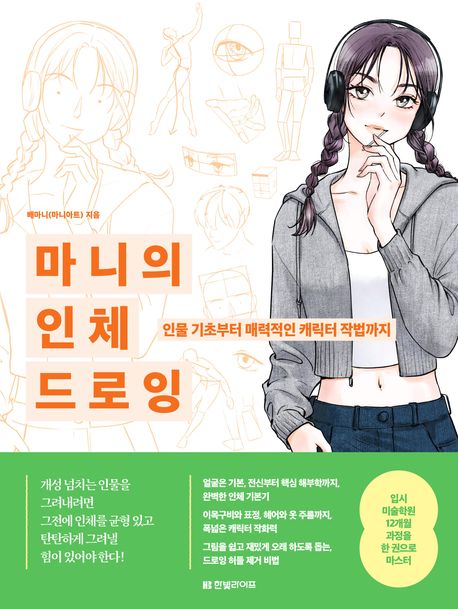 배마니(마니아트) 지음
마니의
인체
드로잉
인물 기초부터 매력적인 캐릭터 작법까지
개성 넘치는 인물을
그려내려면
그전에 인체를 균형 있고
탄탄하게 그려낼
힘이 있어야 한다!
얼굴은 기본, 전신부터 핵심 해부학까지,
완벽한 인체 기본기
이목구비와 표정, 헤어와 옷 주름까지,
폭넓은 캐릭터 작화력
그림을 쉽고 재밌게 오래 하도록 돕는,
드로잉 허들 제거 비법
입시
미술학원
12개월
과정을
한 권으로
마스터
한빛라이프